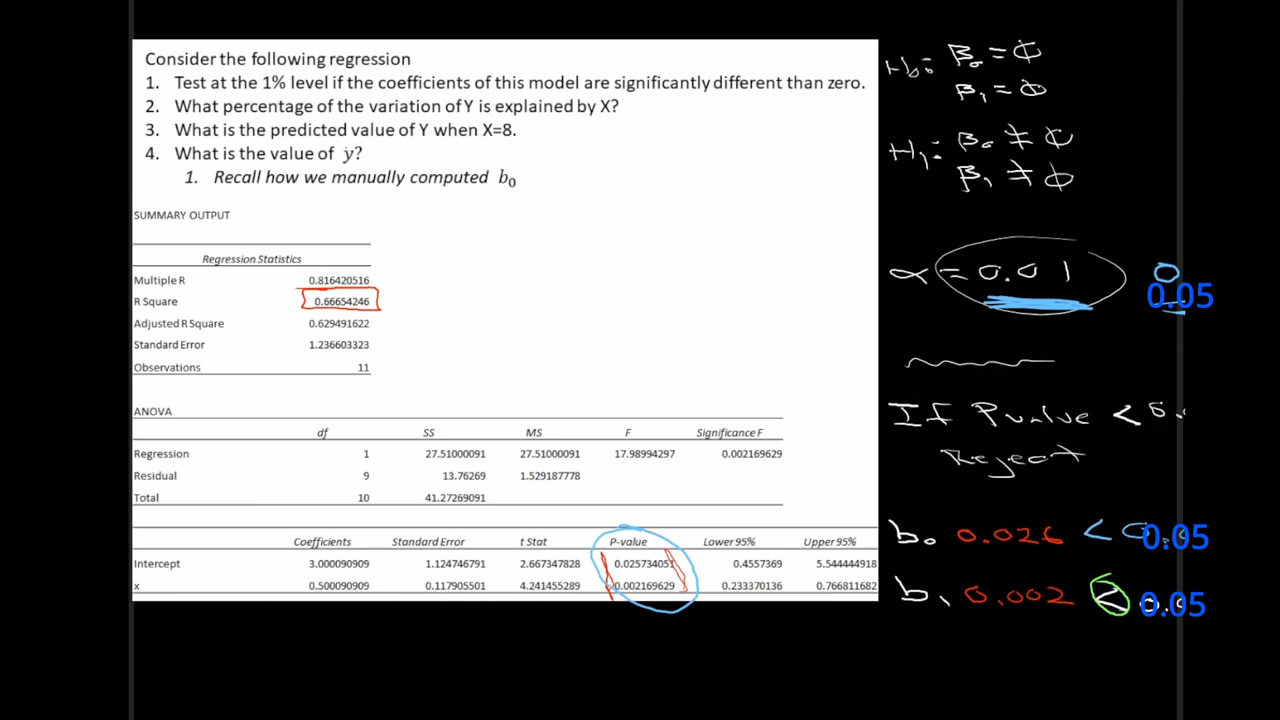 Consider the following regression
1. Test at the 1% level if the coefficients of this model are significantly different than zero.
2. What percentage of the variation of Y is explained by X?
3. What is the predicted value of Y when X=8.
4. What is the value of ẏ?
1. Recall how we manually computed b₀
SUMMARY OUTPUT
Regression Statistics
Multiple R 0.816420516
R Square 0.66654246
Adjusted R Square 0.629491622
Standard Error 1.236603323
Observations 11
ANOVA
df SS MS F Significance F
Regression 1 27.51000091 27.51000091 17.98994297 0.002169629
Residual 9 13.76269 1.529187778
Total 10 41.27269091
Coefficients Standard Error t Stat P-value Lower 95% Upper 95%
Intercept 3.000090909 1.124746791 2.667347828 0.025734051 0.4557369 5.544444918
x 0.500090909 0.117905501 4.241455289 0.002169629 0.233370136 0.766811682
H₀: β₀ = 0
β₁ = 0
H₁: β₀ ≠ 0
β₁ ≠ 0
α = 0.01 0
0.05
If Pvalue < 0.0
Reject
b₀ 0.026 < 0.0 0.05
b₁ 0.002 < 0.0 0.05